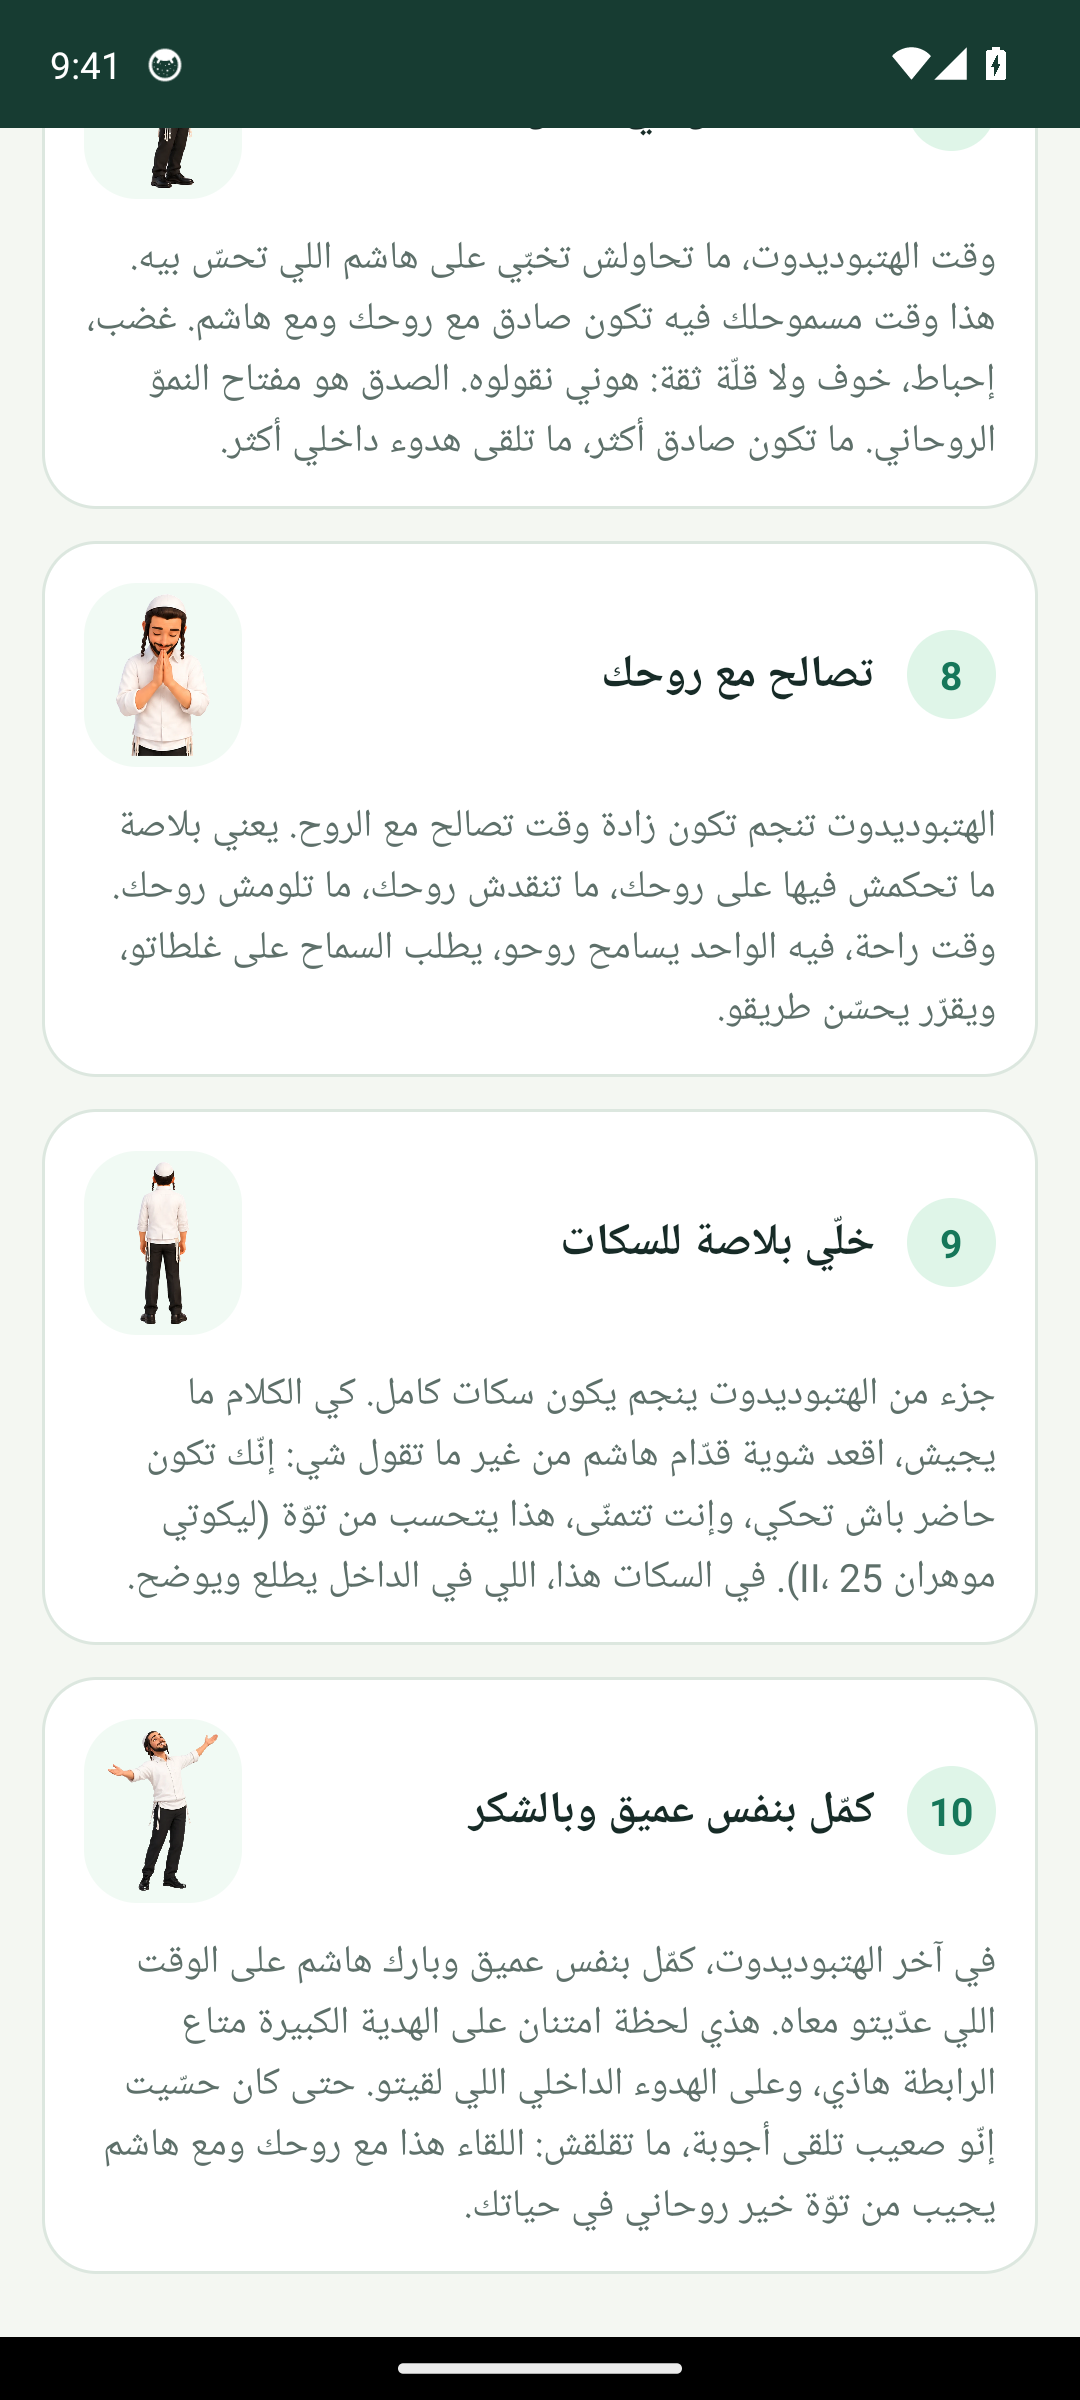 9:41
وقت الهتبوديدوت، ما تحاولش تخبّي على هاشم اللي تحسّ بيه.
هذا وقت مسموحلك فيه تكون صادق مع روحك ومع هاشم. غضب،
إحباط، خوف ولا قلّة ثقة: هوني نقولوه. الصدق هو مفتاح النموّ
الروحاني. ما تكون صادق أكثر، ما تلقى هدوء داخلي أكثر.
8
تصالح مع روحك
الهتبوديدوت تنجم تكون زادة وقت تصالح مع الروح. يعني بلاصة
ما تحكمش فيها على روحك، ما تنقدش روحك، ما تلومش روحك.
وقت راحة، فيه الواحد يسامح روحو، يطلب السماح على غلطاتو،
ويقرّر يحسّن طريقو.
9
خلّي بلاصة للسكات
جزء من الهتبوديدوت ينجم يكون سكات كامل. كي الكلام ما
يجيش، اقعد شوية قدّام هاشم من غير ما تقول شي: إنّك تكون
حاضر باش تحكي، وإنت تتمنّى، هذا يتحسب من توّة (ليكوتي
موهران II، 25). في السكات هذا، اللي في الداخل يطلع ويوضح.
10
كمّل بنفس عميق وبالشكر
في آخر الهتبوديدوت، كمّل بنفس عميق وبارك هاشم على الوقت
اللي عدّيتو معاه. هذي لحظة امتنان على الهدية الكبيرة متاع
الرابطة هاذي، وعلى الهدوء الداخلي اللي لقيتو. حتى كان حسّيت
إنّو صعيب تلقى أجوبة، ما تقلقش: اللقاء هذا مع روحك ومع هاشم
يجيب من توّة خير روحاني في حياتك.